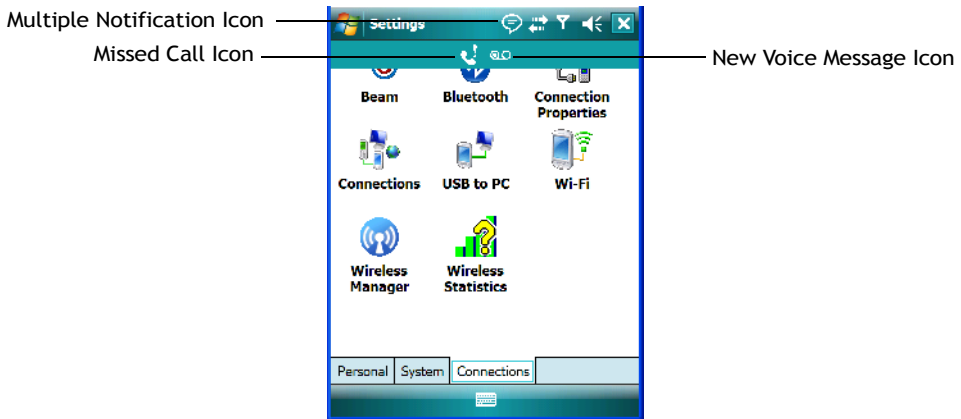 Multiple Notification Icon
Settings
Missed Call Icon
New Voice Message Icon
Beam
Bluetooth
Connection
Properties
Connections
USB to PC
Wi-Fi
Wireless
Manager
Wireless
Statistics
Personal
System
Connections